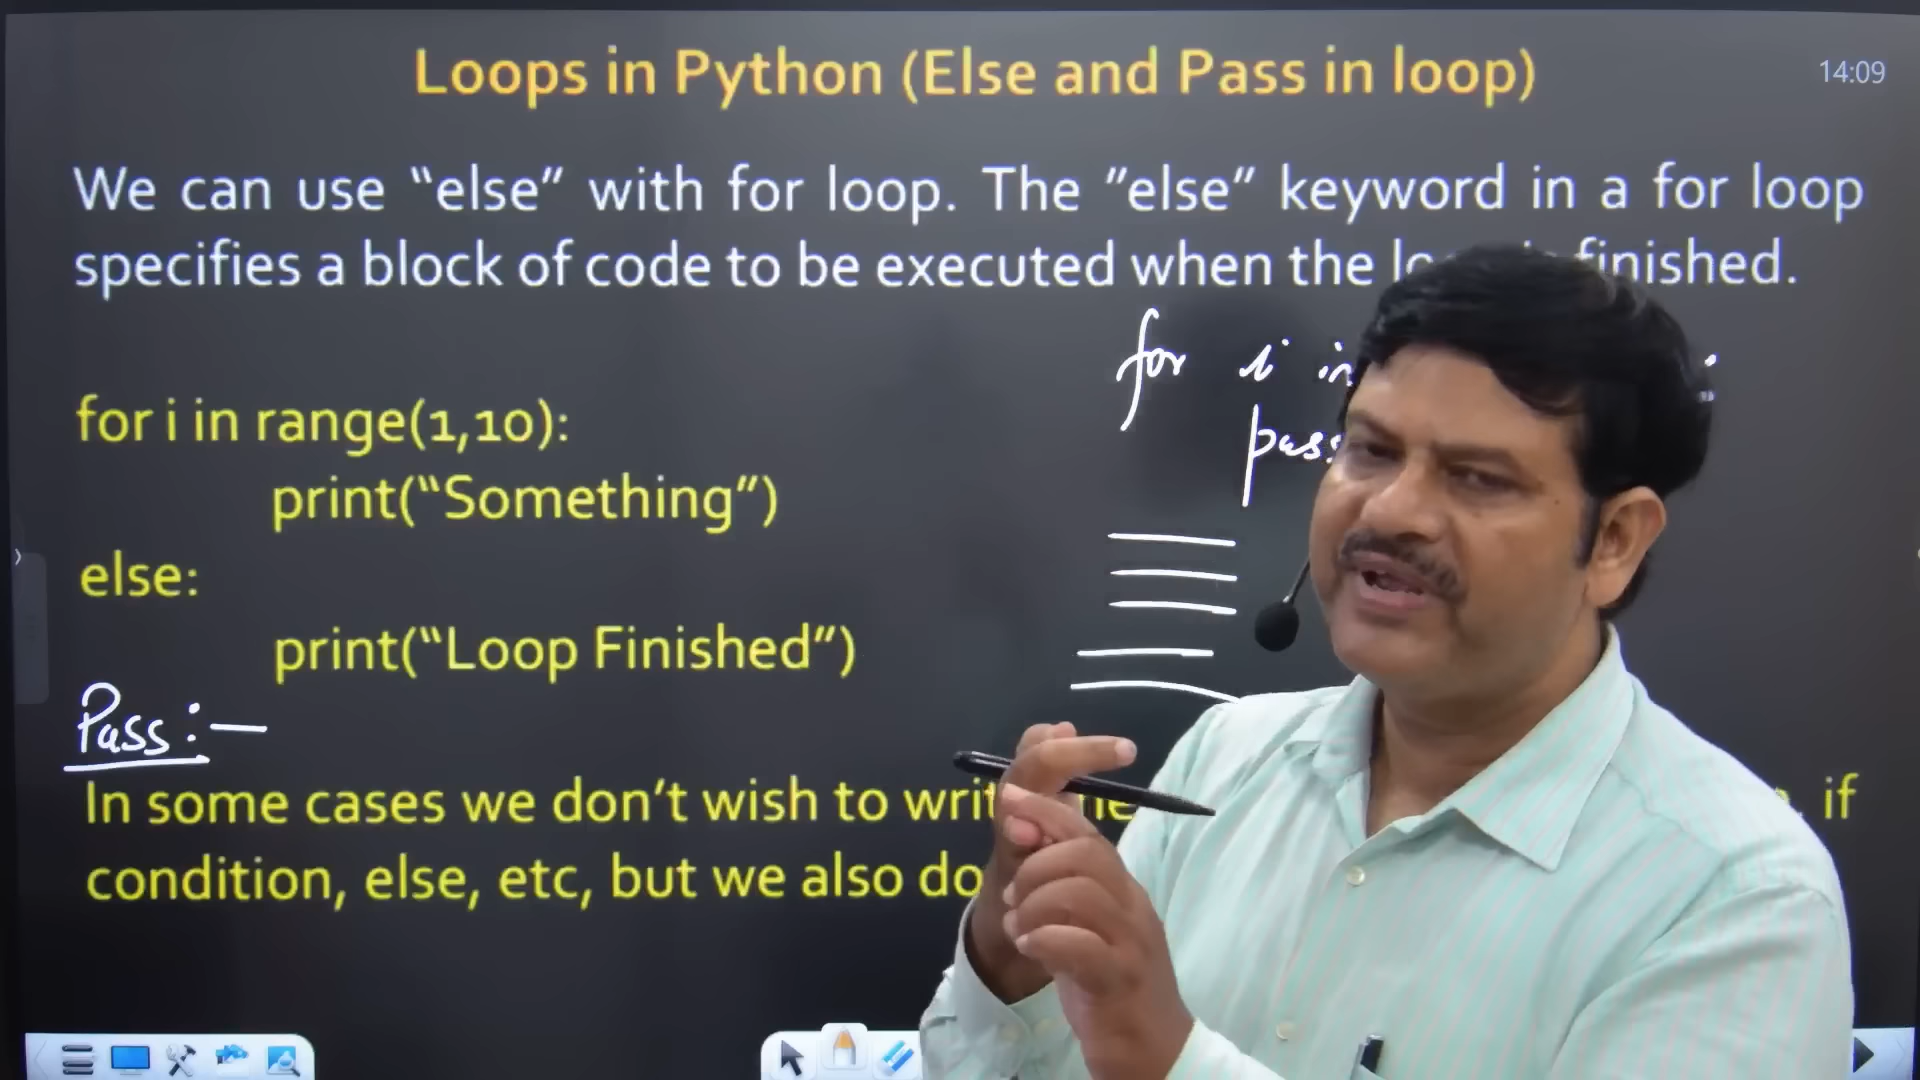 Loops in Python (Else and Pass in loop)
14:09
We can use “else” with for loop. The ”else” keyword in a for loop
specifies a block of code to be executed when the finished.
for i in
pass
for i in range(1,10):
print(“Something”)
else:
print(“Loop Finished”)
Pass:—
In some cases we don’t wish to if
condition, else, etc, but we also